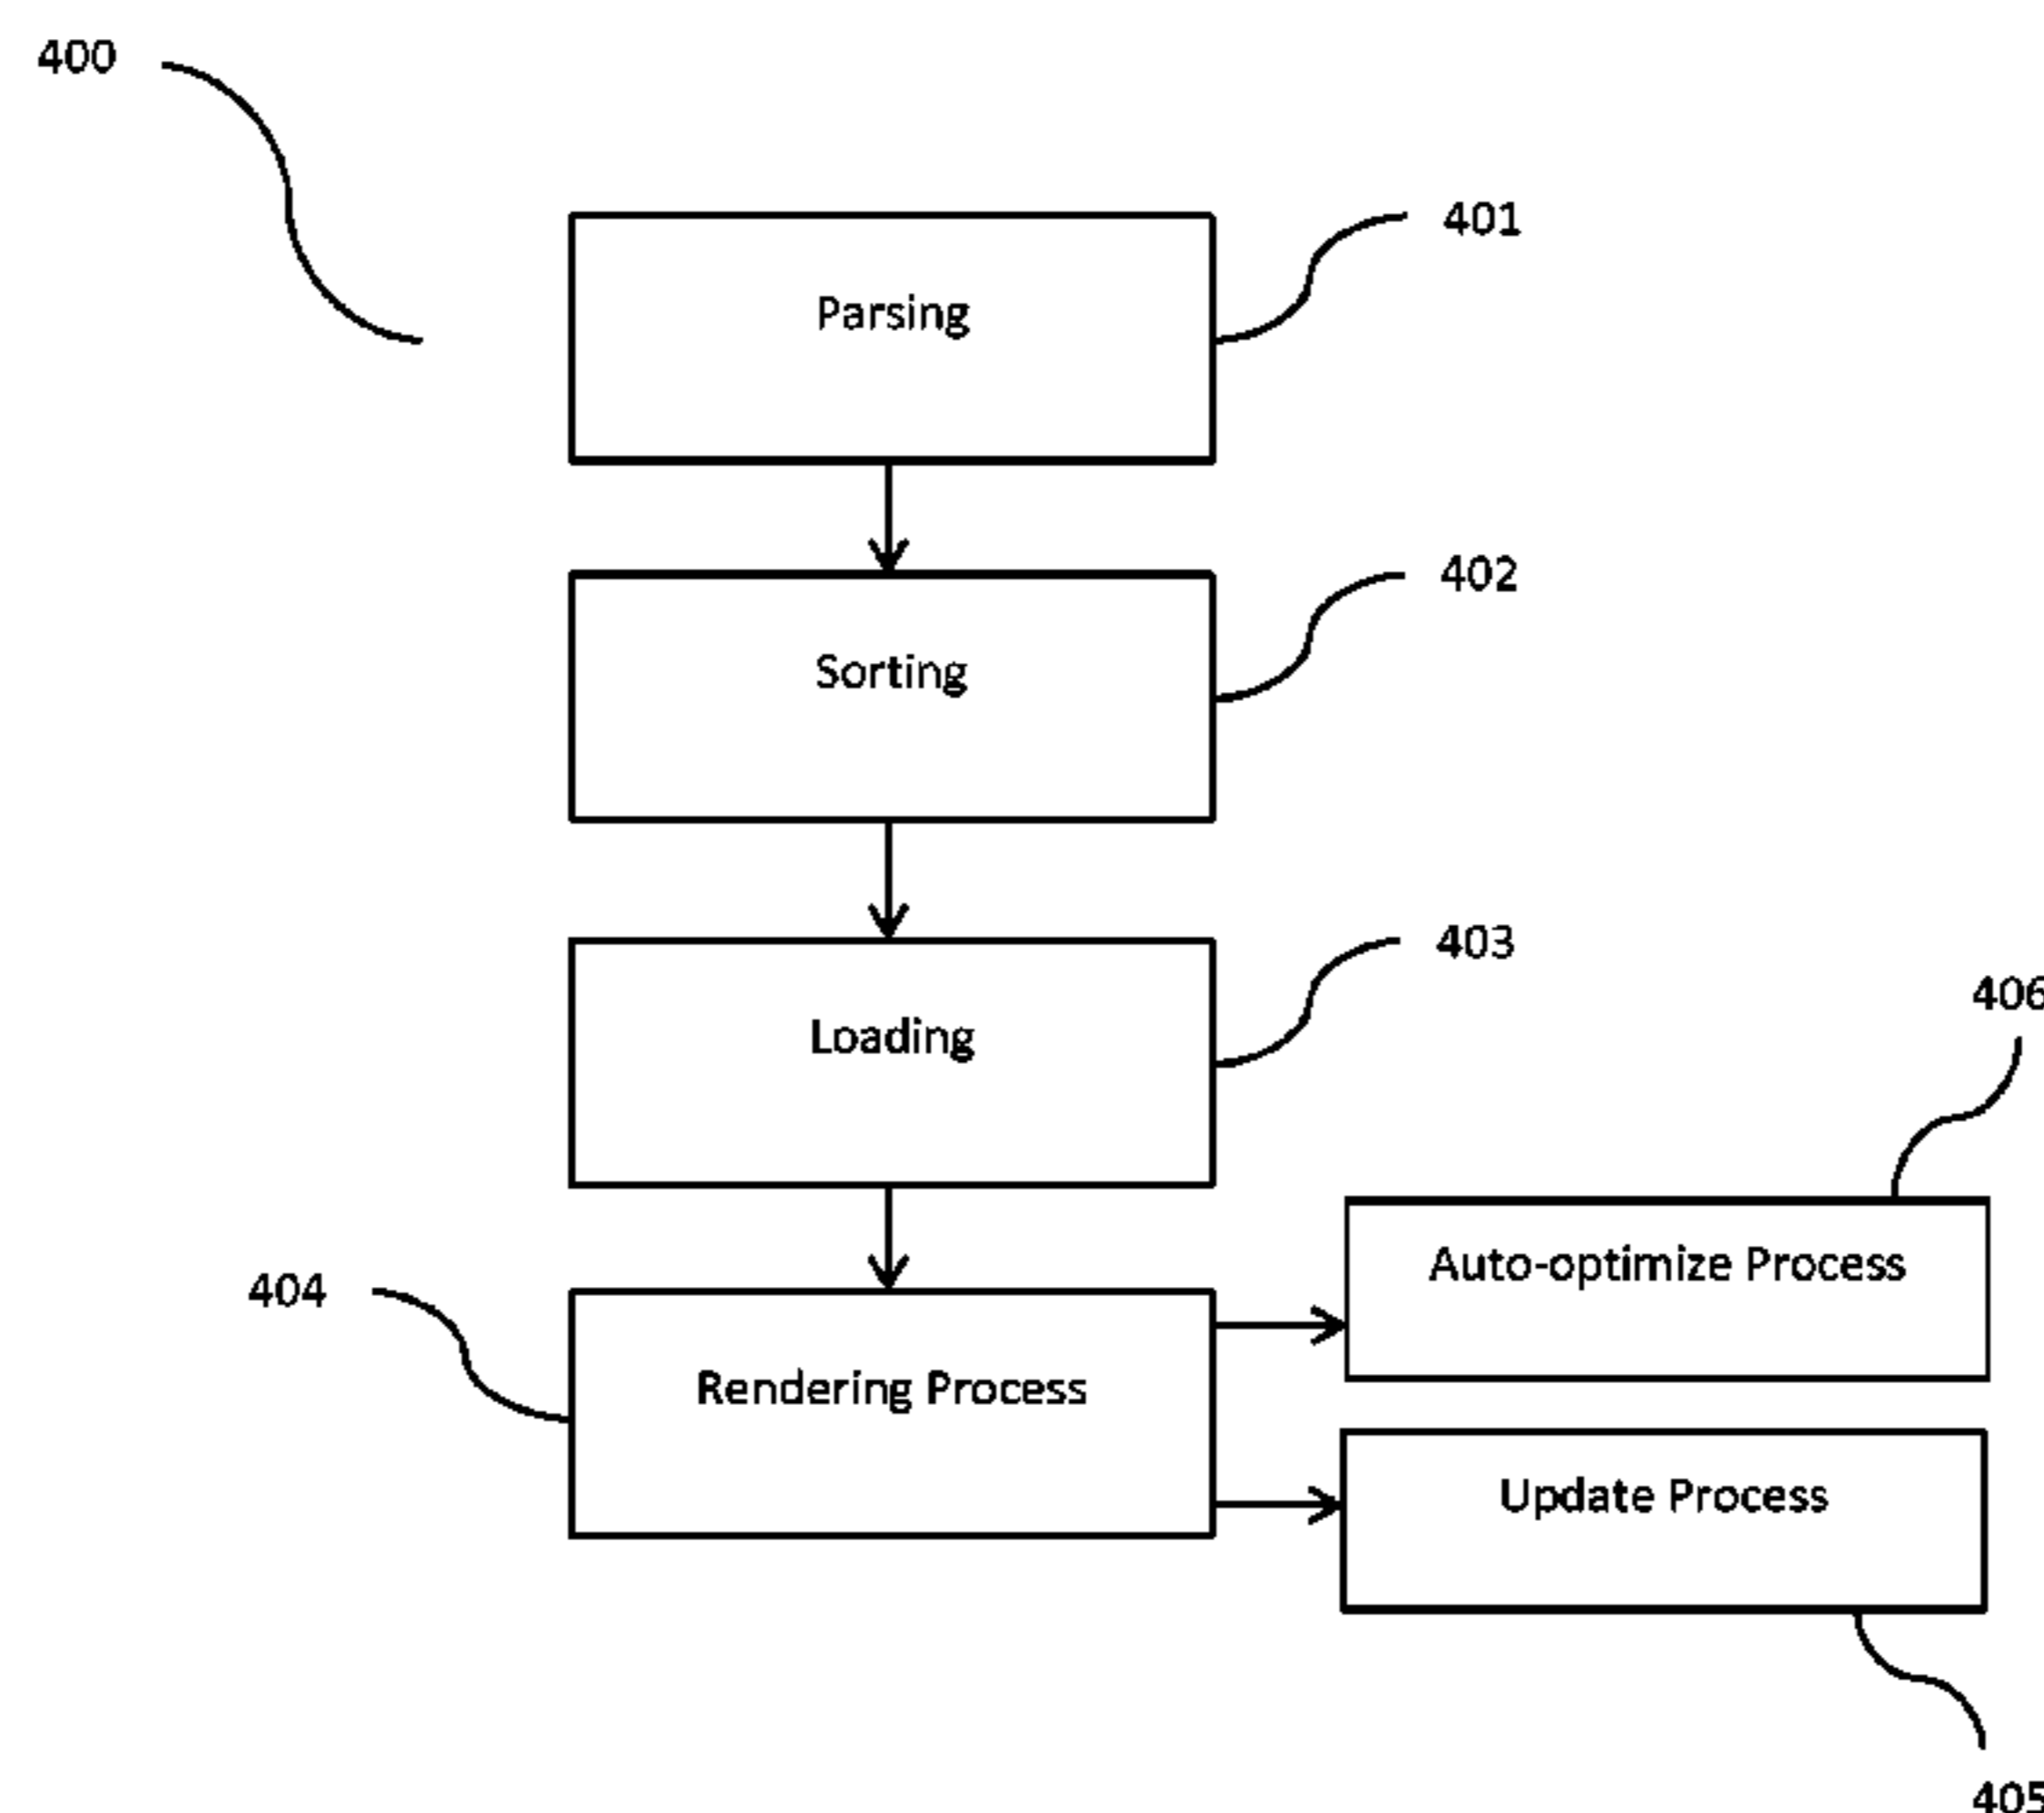 400
401
Parsing
402
Sorting
403
Loading
406
Auto-optimize Process
404
Rendering Process
Update Process
405